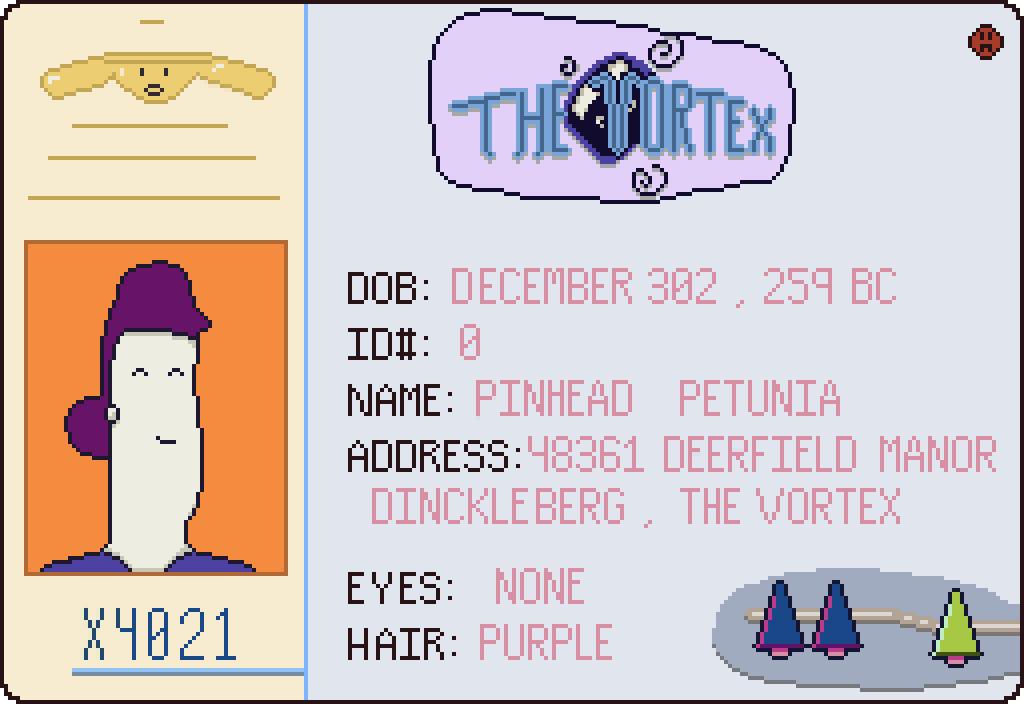 THE VORTEX
DOB: DECEMBER 302 , 259 BC
ID#: 0
NAME: PINHEAD PETUNIA
ADDRESS:48361 DEERFIELD MANOR
DINCKLEBERG , THE VORTEX
EYES: NONE
HAIR: PURPLE
X4021